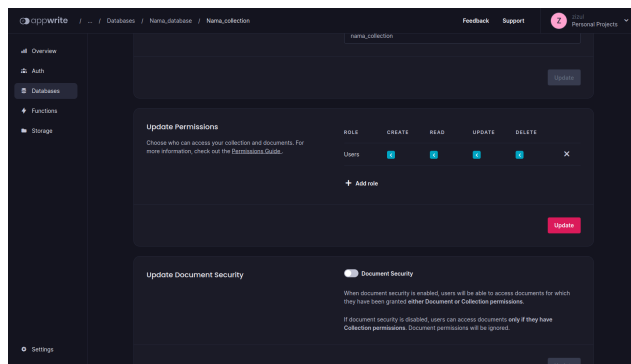 appwrite / ... / Databases / Nama_database / Nama_collection
Feedback
Support
Z
zizul
Personal Projects
Overview
Auth
Databases
Functions
Storage
Settings
nama_collection
Update
Update Permissions
Choose who can access your collection and documents. For
more information, check out the Permissions Guide.
ROLE CREATE READ UPDATE DELETE
Users
+ Add role
Update
Update Document Security
Document Security
When document security is enabled, users will be able to access documents for which
they have been granted either Document or Collection permissions.
If document security is disabled, users can access documents only if they have
Collection permissions. Document permissions will be ignored.